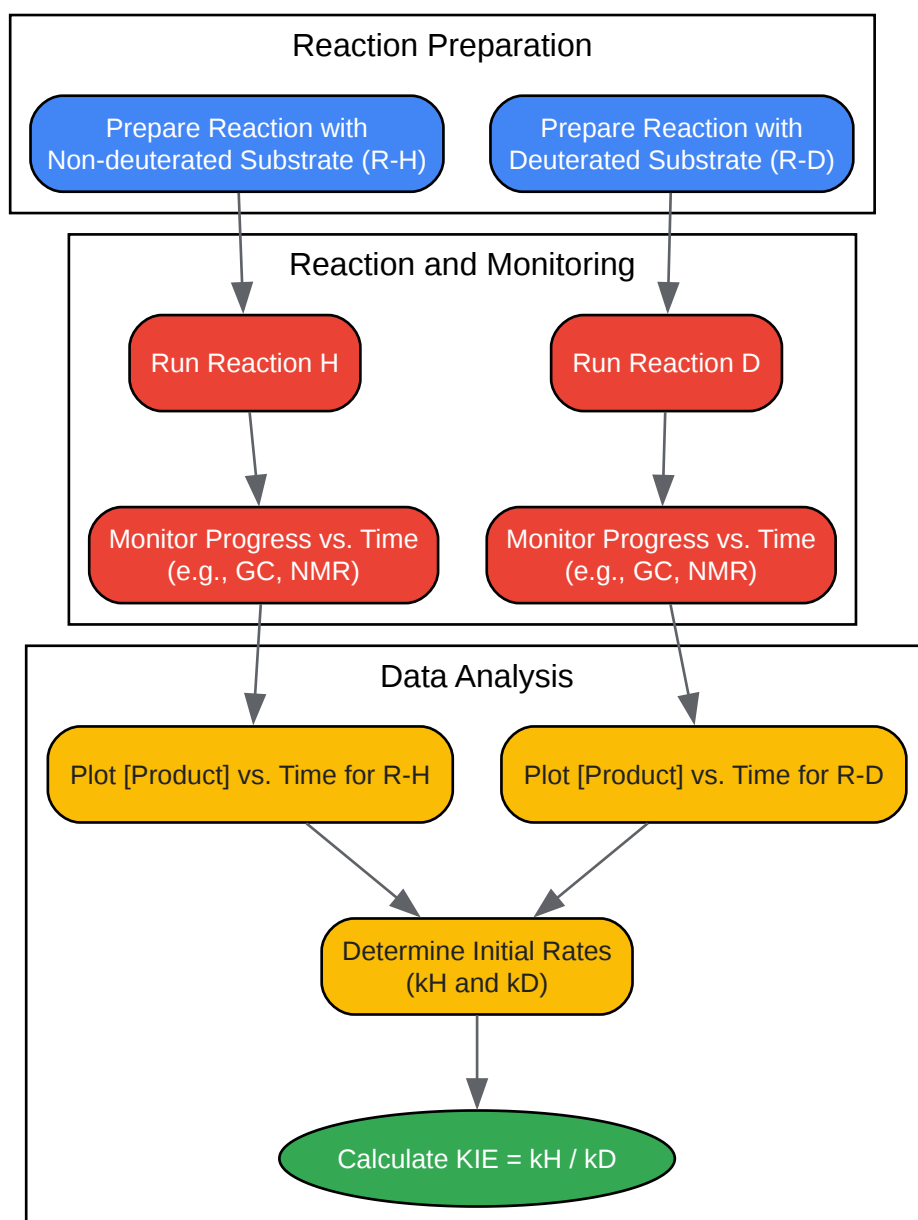 Reaction Preparation
Prepare Reaction with
Non-deuterated Substrate (R-H)
Prepare Reaction with
Deuterated Substrate (R-D)
Reaction and Monitoring
Run Reaction H
Run Reaction D
Monitor Progress vs. Time
(e.g., GC, NMR)
Monitor Progress vs. Time
(e.g., GC, NMR)
Data Analysis
Plot [Product] vs. Time for R-H
Plot [Product] vs. Time for R-D
Determine Initial Rates
(kH and kD)
Calculate KIE = kH / kD